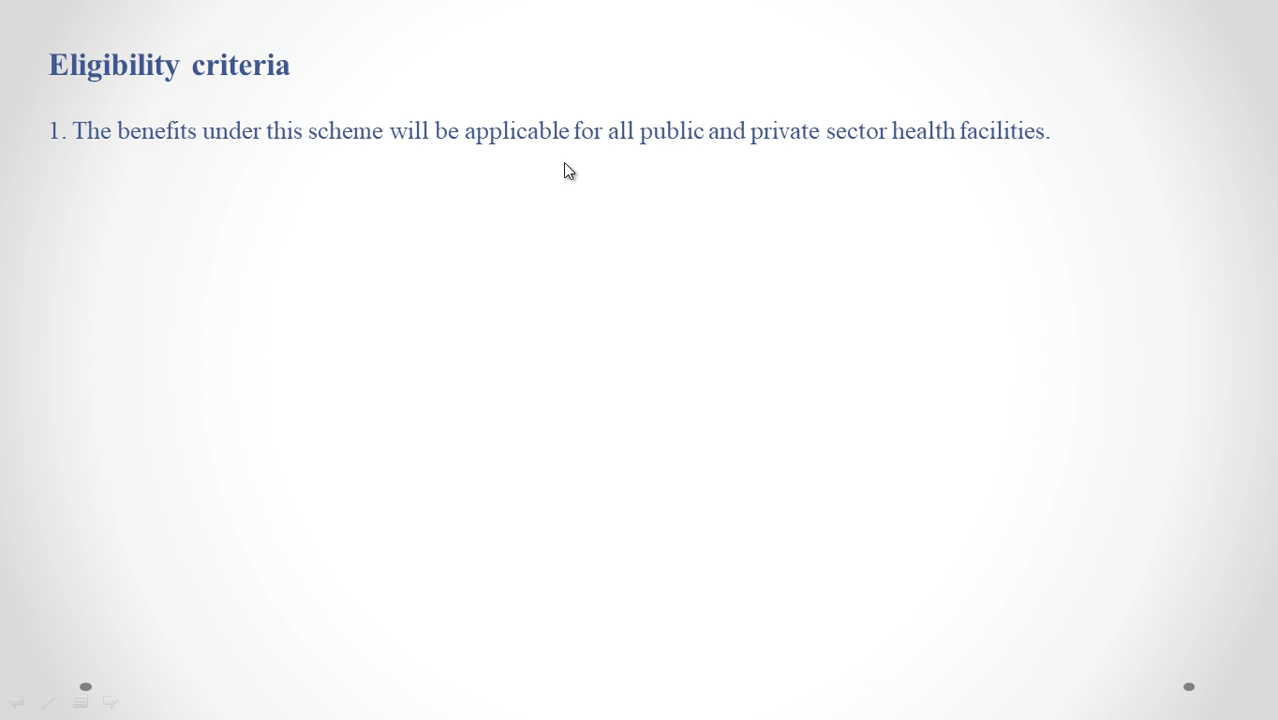 Eligibility criteria
1. The benefits under this scheme will be applicable for all public and private sector health facilities.